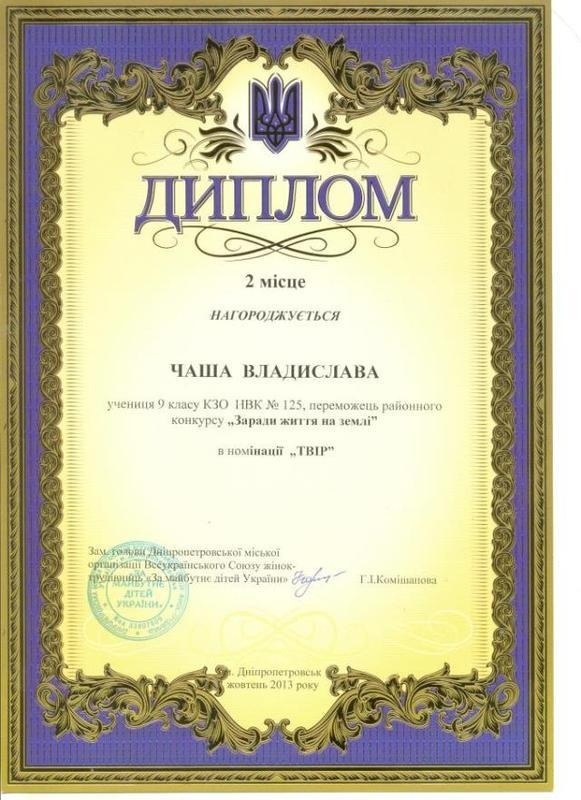 ДИПЛОМ
2 місце
НАГОРОДЖУЄТЬСЯ
ЧАША ВЛАДИСЛАВА
учениця 9 класу КЗО НВК № 125, переможець районного
конкурсу „Заради життя на землі”
в номінації „ТВІР”
Зам. голови Дніпропетровської міської
організації Всеукраїнського Союзу жінок-
трудівниць «За майбутнє дітей України»
Г.І.Комішанова
ЗА
МАЙБУТНЄ
ДІТЕЙ
УКРАЇНИ
м. Дніпропетровськ
жовтень 2013 року